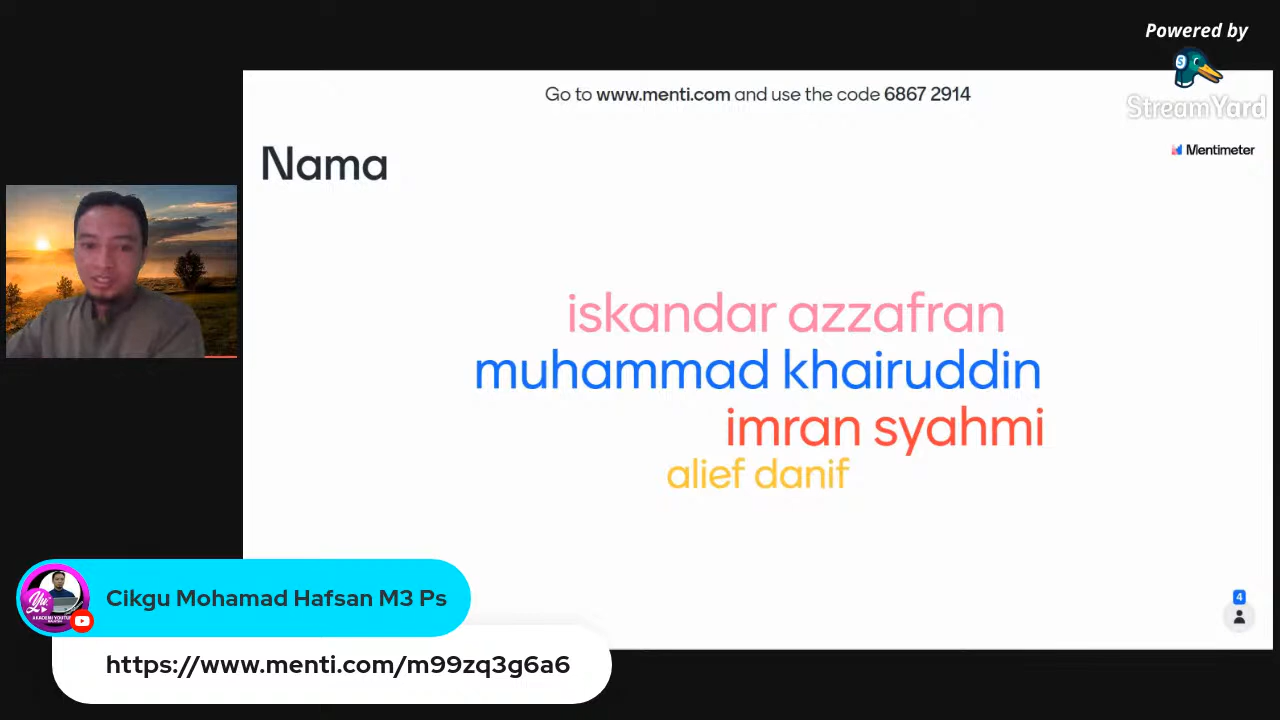 Powered by
StreamYard
Go to www.menti.com and use the code 6867 2914
Mentimeter
Nama
iskandar azzafran
muhammad khairuddin
imran syahmi
alief danif
4
Cikgu Mohamad Hafsan M3 Ps
https://www.menti.com/m99zq3g6a6